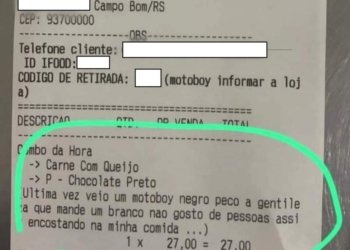 Campo Bom/RS
CEP: 93700000
OBS
Telefone cliente:
ID IFOOD:
CODIGO DE RETIRADA: (motoboy informar a loj
a)
DESCRICAO QTD. VENDA TOTAL
Combo da Hora
-> Carne Com Queijo
-> P - Chocolate Preto
(Ultima vez veio um motoboy negro peco a gentile
za que mande um branco nao gosto de pessoas assi
encostando na minha comida ...)
1 x 27,00 = 27,00